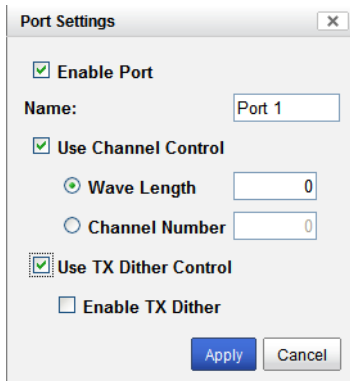 Port Settings
Enable Port
Name: Port 1
Use Channel Control
Wave Length 0
Channel Number 0
Use TX Dither Control
Enable TX Dither
Apply Cancel